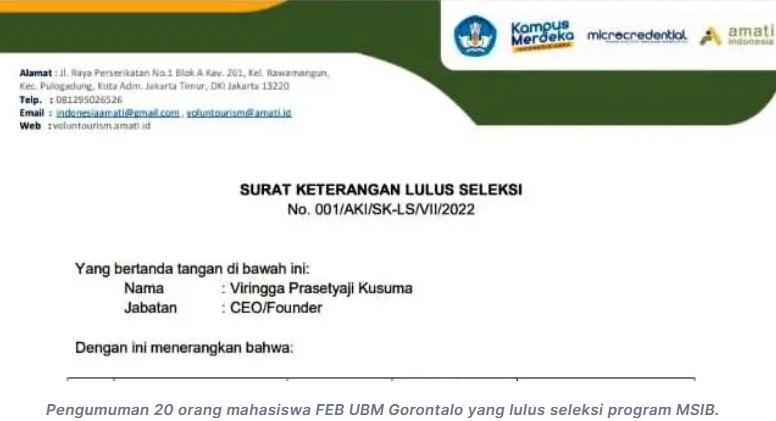 Kampus
Merdeka
microcredential
amati
indonesia
Alamat : Jl. Raya Perserikatan No.1 Blok A Kav. 261, Kel. Rawamangun,
Kec. Pulogadung, Kota Adm. Jakarta Timur, DKI Jakarta 13220
Telp. : 081295026526
Email : indonesiaamati@gmail.com , voluntourism@amati.id
Web : voluntourism.amati.id
SURAT KETERANGAN LULUS SELEKSI
No. 001/AKI/SK-LS/VII/2022
Yang bertanda tangan di bawah ini:
Nama : Viringga Prasetyaji Kusuma
Jabatan : CEO/Founder
Dengan ini menerangkan bahwa:
Pengumuman 20 orang mahasiswa FEB UBM Gorontalo yang lulus seleksi program MSIB.